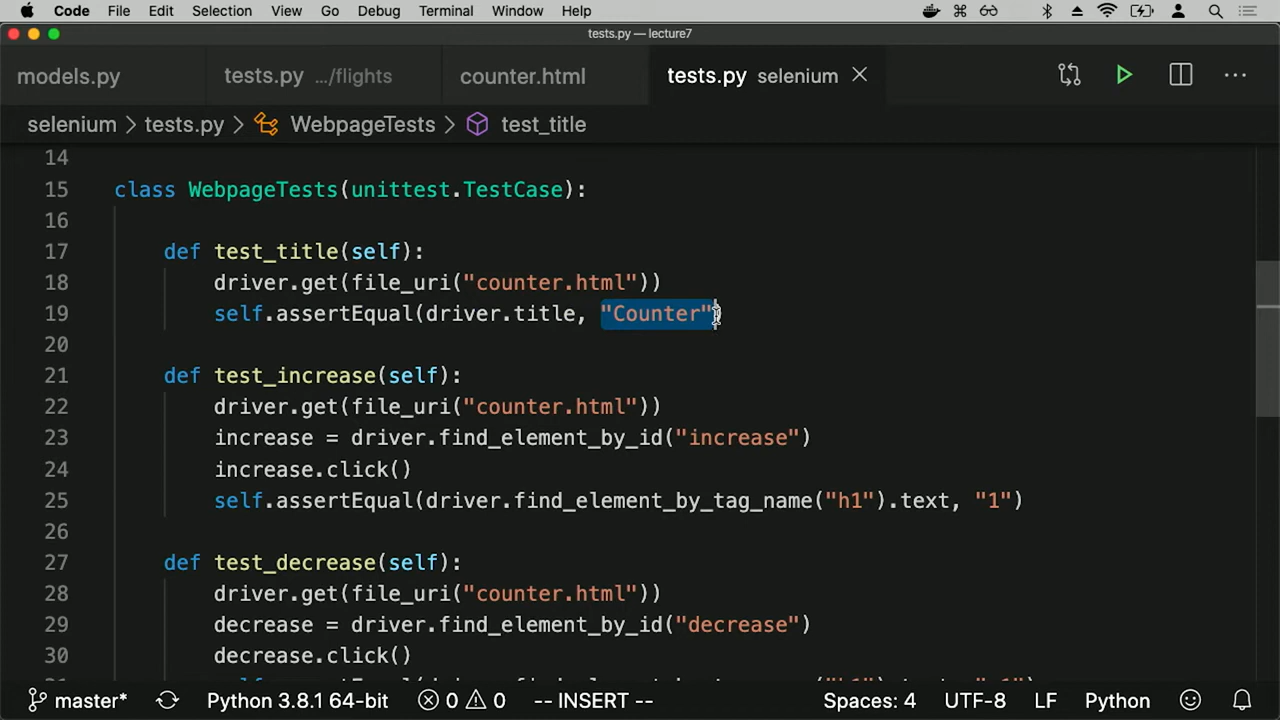 Code File Edit Selection View Go Debug Terminal Window Help
tests.py — lecture7
models.py tests.py .../flights counter.html tests.py selenium
selenium > tests.py > WebpageTests > test_title
14
15 class WebpageTests(unittest.TestCase):
16
17 def test_title(self):
18 driver.get(file_uri("counter.html"))
19 self.assertEqual(driver.title, "Counter")
20
21 def test_increase(self):
22 driver.get(file_uri("counter.html"))
23 increase = driver.find_element_by_id("increase")
24 increase.click()
25 self.assertEqual(driver.find_element_by_tag_name("h1").text, "1")
26
27 def test_decrease(self):
28 driver.get(file_uri("counter.html"))
29 decrease = driver.find_element_by_id("decrease")
30 decrease.click()
master* Python 3.8.1 64-bit 0 0 -- INSERT -- Spaces: 4 UTF-8 LF Python